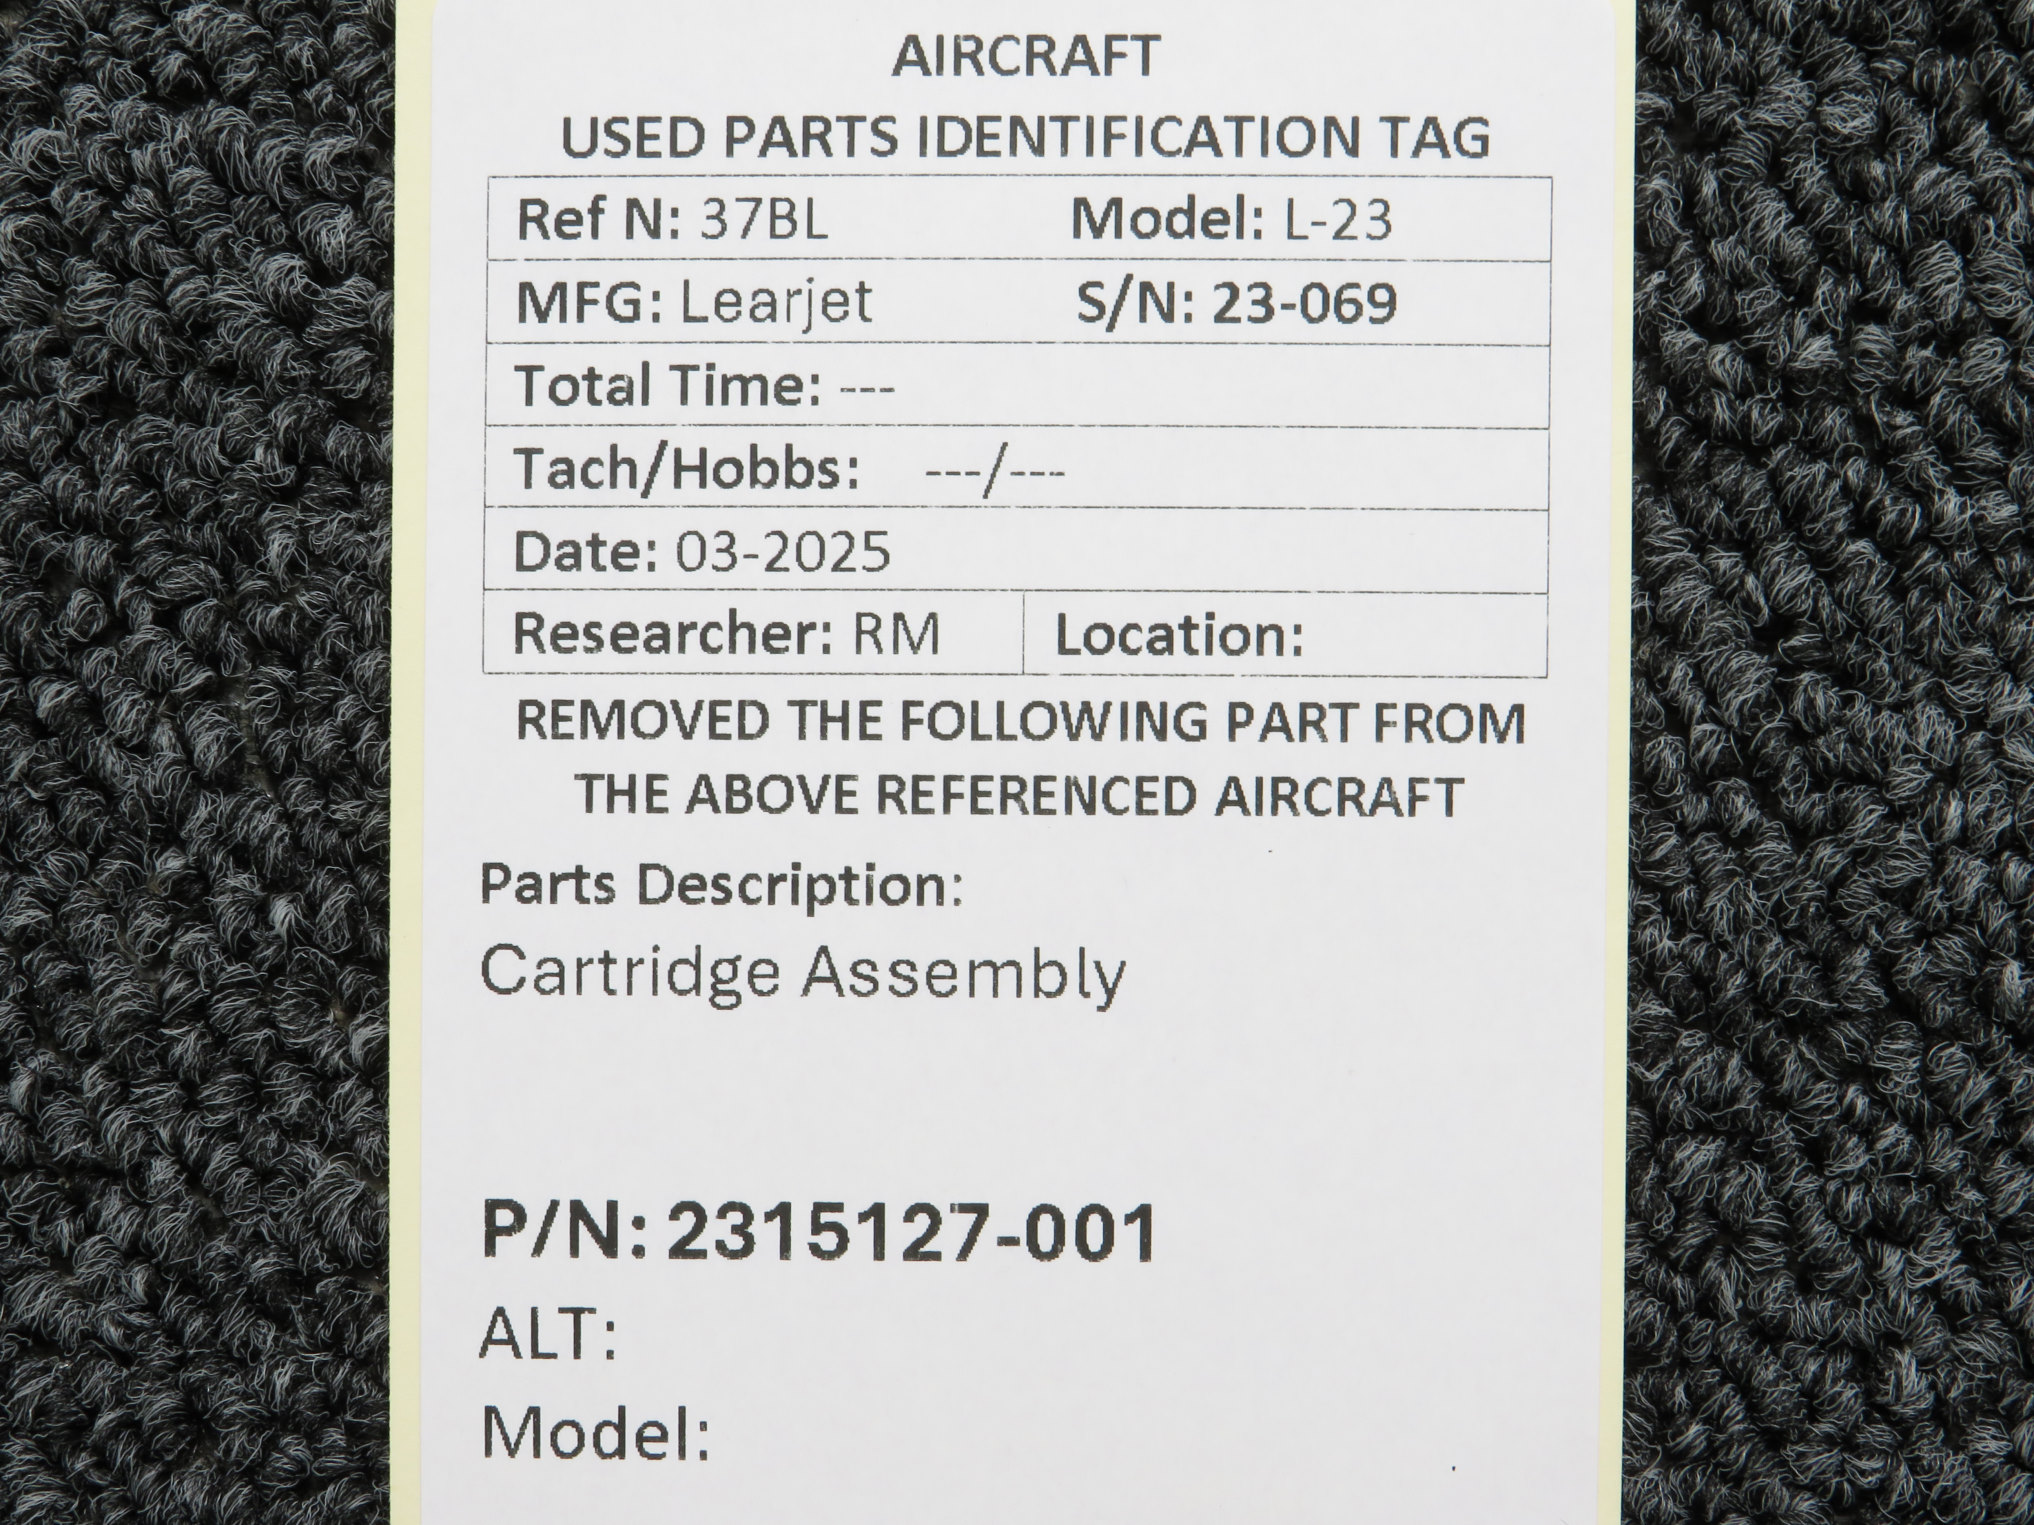 AIRCRAFT
USED PARTS IDENTIFICATION TAG
Ref N: 37BL Model: L-23
MFG: Learjet S/N: 23-069
Total Time: ---
Tach/Hobbs: ---/---
Date: 03-2025
Researcher: RM Location:
REMOVED THE FOLLOWING PART FROM
THE ABOVE REFERENCED AIRCRAFT
Parts Description:
Cartridge Assembly
P/N: 2315127-001
ALT:
Model: